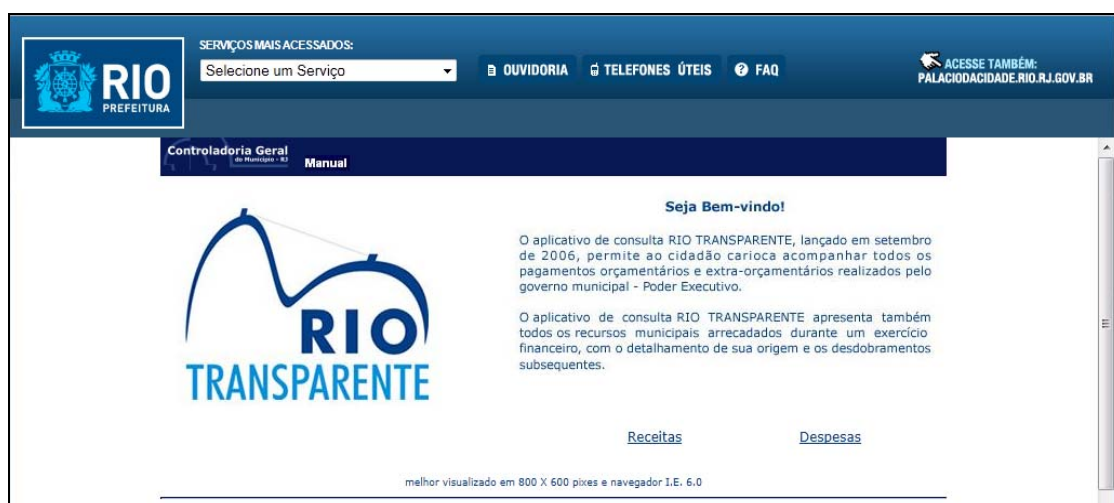 SERVIÇOS MAIS ACESSADOS:
Selecione um Serviço
OUVIDORIA
TELEFONES ÚTEIS
FAQ
ACESSE TAMBÉM:
PALACIODACIDADE.RIO.RJ.GOV.BR
RIO
PREFEITURA
Controladoria Geral
do Município - RJ
Manual
RIO
TRANSPARENTE
Seja Bem-vindo!
O aplicativo de consulta RIO TRANSPARENTE, lançado em setembro
de 2006, permite ao cidadão carioca acompanhar todos os
pagamentos orçamentários e extra-orçamentários realizados pelo
governo municipal - Poder Executivo.
O aplicativo de consulta RIO TRANSPARENTE apresenta também
todos os recursos municipais arrecadados durante um exercício
financeiro, com o detalhamento de sua origem e os desdobramentos
subsequentes.
Receitas
Despesas
melhor visualizado em 800 X 600 pixes e navegador I.E. 6.0